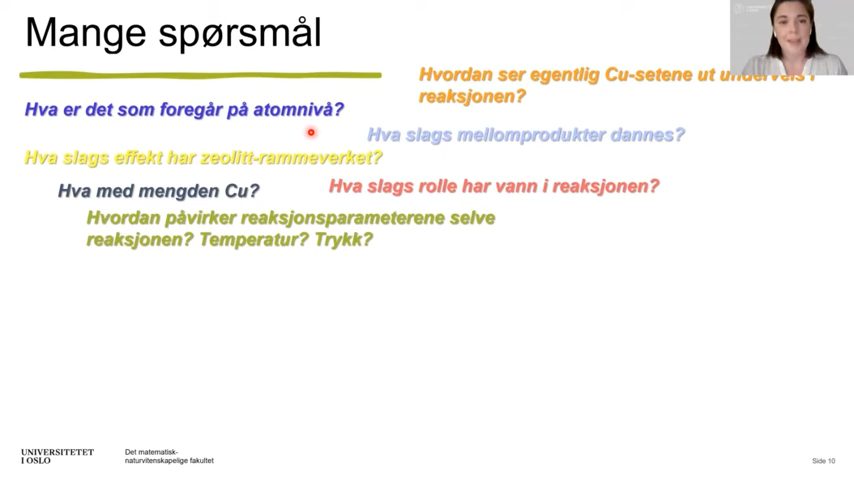 Mange spørsmål
Hvordan ser egentlig Cu-setene ut underveis i
reaksjonen?
Hva er det som foregår på atomnivå?
Hva slags mellomprodukter dannes?
Hva slags effekt har zeolitt-rammeverket?
Hva med mengden Cu?
Hva slags rolle har vann i reaksjonen?
Hvordan påvirker reaksjonsparameterene selve
reaksjonen? Temperatur? Trykk?
UNIVERSITETET
I OSLO
Det matematisk-
naturvitenskapelige fakultet
Side 10